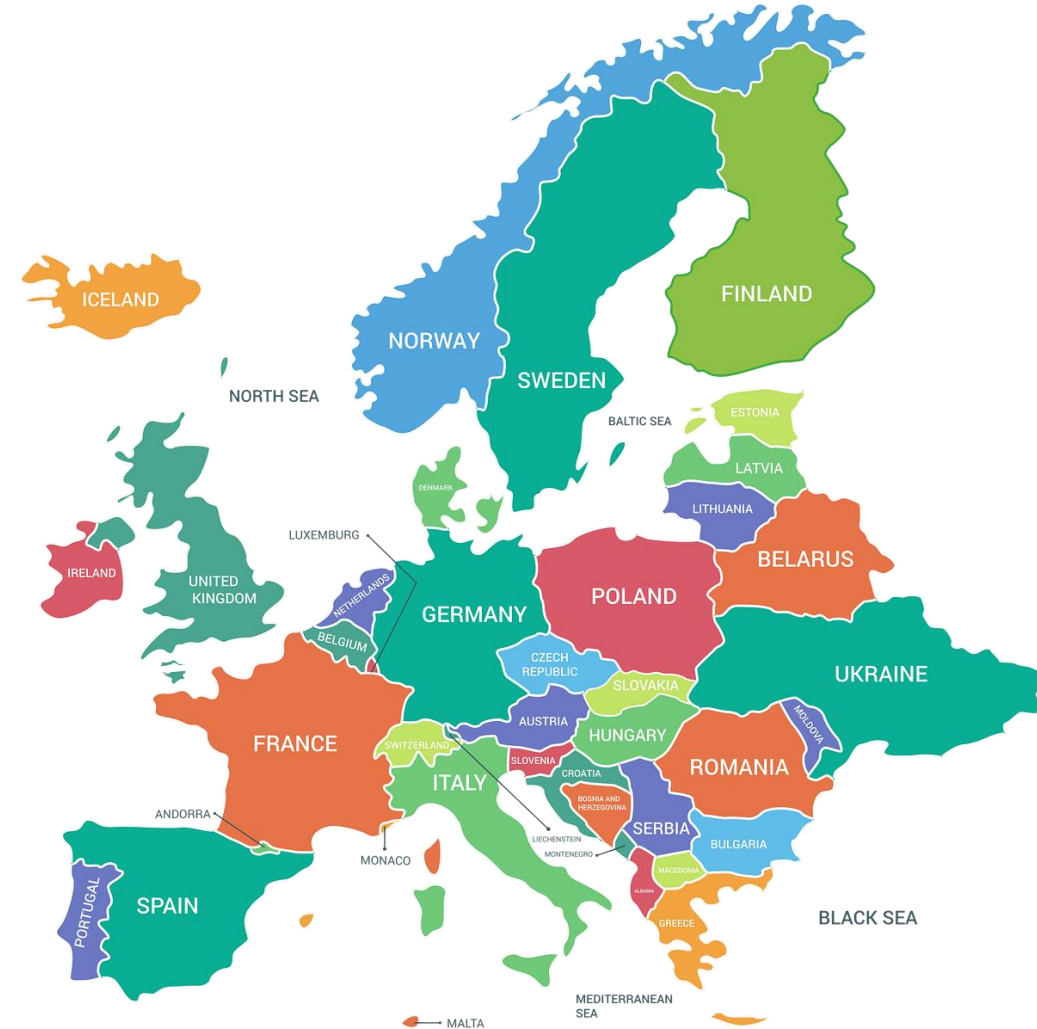 ICELAND
NORWAY
FINLAND
SWEDEN
NORTH SEA
BALTIC SEA
ESTONIA
LATVIA
LITHUANIA
DENMARK
LUXEMBURG
BELARUS
IRELAND
UNITED
KINGDOM
NETHERLANDS
BELGIUM
GERMANY
POLAND
CZECH
REPUBLIC
SLOVAKIA
UKRAINE
AUSTRIA
HUNGARY
MOLDOVA
FRANCE
SWITZERLAND
SLOVENIA
CROATIA
ROMANIA
ITALY
BOSNIA AND
HERZEGOVINA
ANDORRA
SERBIA
LIECHENSTEIN
MONTENEGRO
BULGARIA
MONACO
MACEDONIA
ALBANIA
PORTUGAL
SPAIN
GREECE
BLACK SEA
MEDITERRANEAN
SEA
MALTA